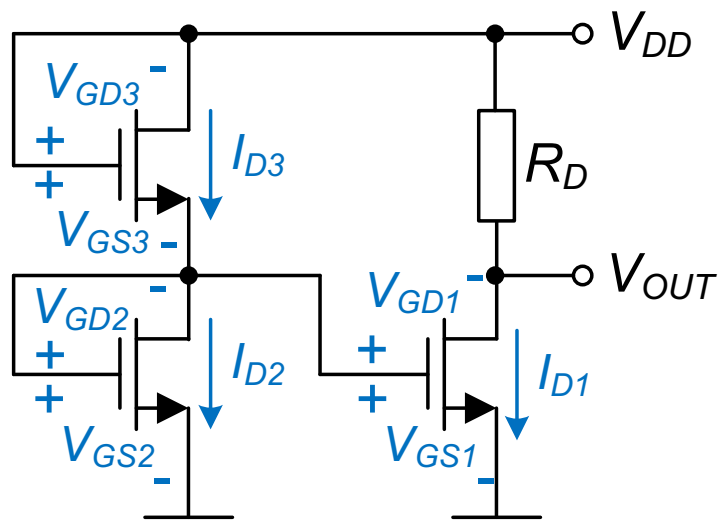 V_DD
V_GD3
-
+
+
I_D3
R_D
V_GS3
-
V_OUT
V_GD2
-
V_GD1
-
+
+
I_D2
+
+
I_D1
V_GS2
-
V_GS1
-